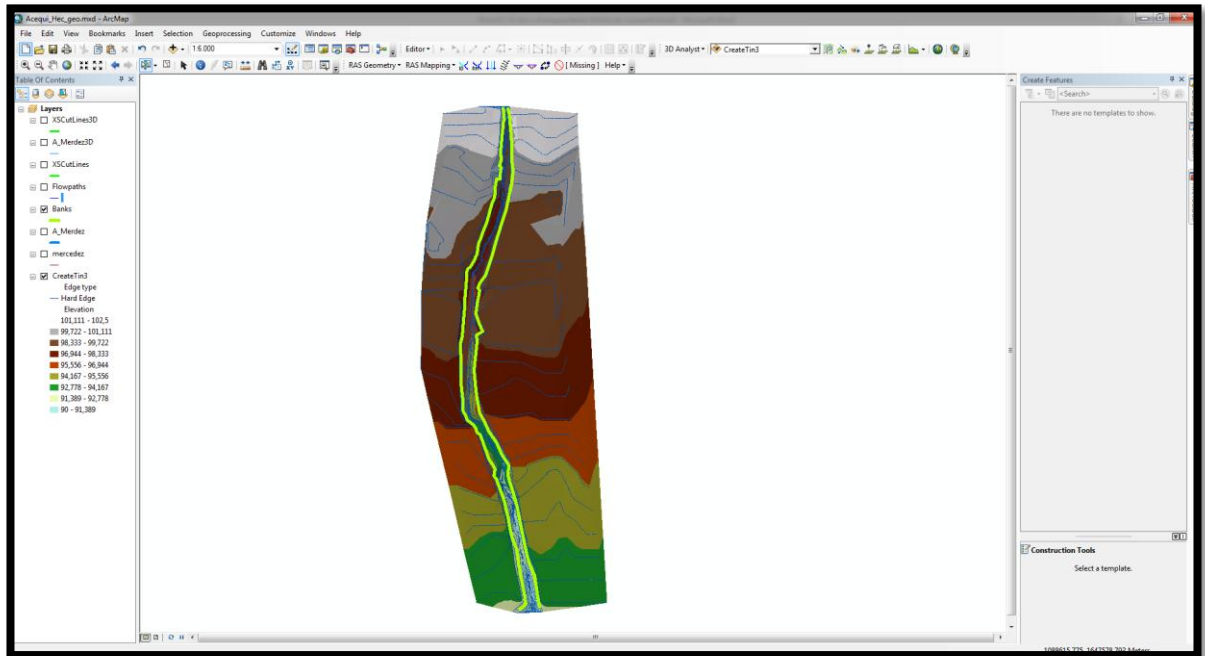 Acequi_Hec_geo.mxd - ArcMap
File Edit View Bookmarks Insert Selection Geoprocessing Customize Windows Help
1:6.000
Editor
3D Analyst
CreateTin3
RAS Geometry RAS Mapping [ Missing ] Help
Table Of Contents
Layers
XSCutLines3D
A_Merdez3D
XSCutLines
Flowpaths
Banks
A_Merdez
mercedez
CreateTin3
Edge type
Hard Edge
Elevation
101,111 - 102,5
99,722 - 101,111
98,333 - 99,722
96,944 - 98,333
95,556 - 96,944
94,167 - 95,556
92,778 - 94,167
91,389 - 92,778
90 - 91,389
Create Features
<Search>
There are no templates to show.
Construction Tools
Select a template.